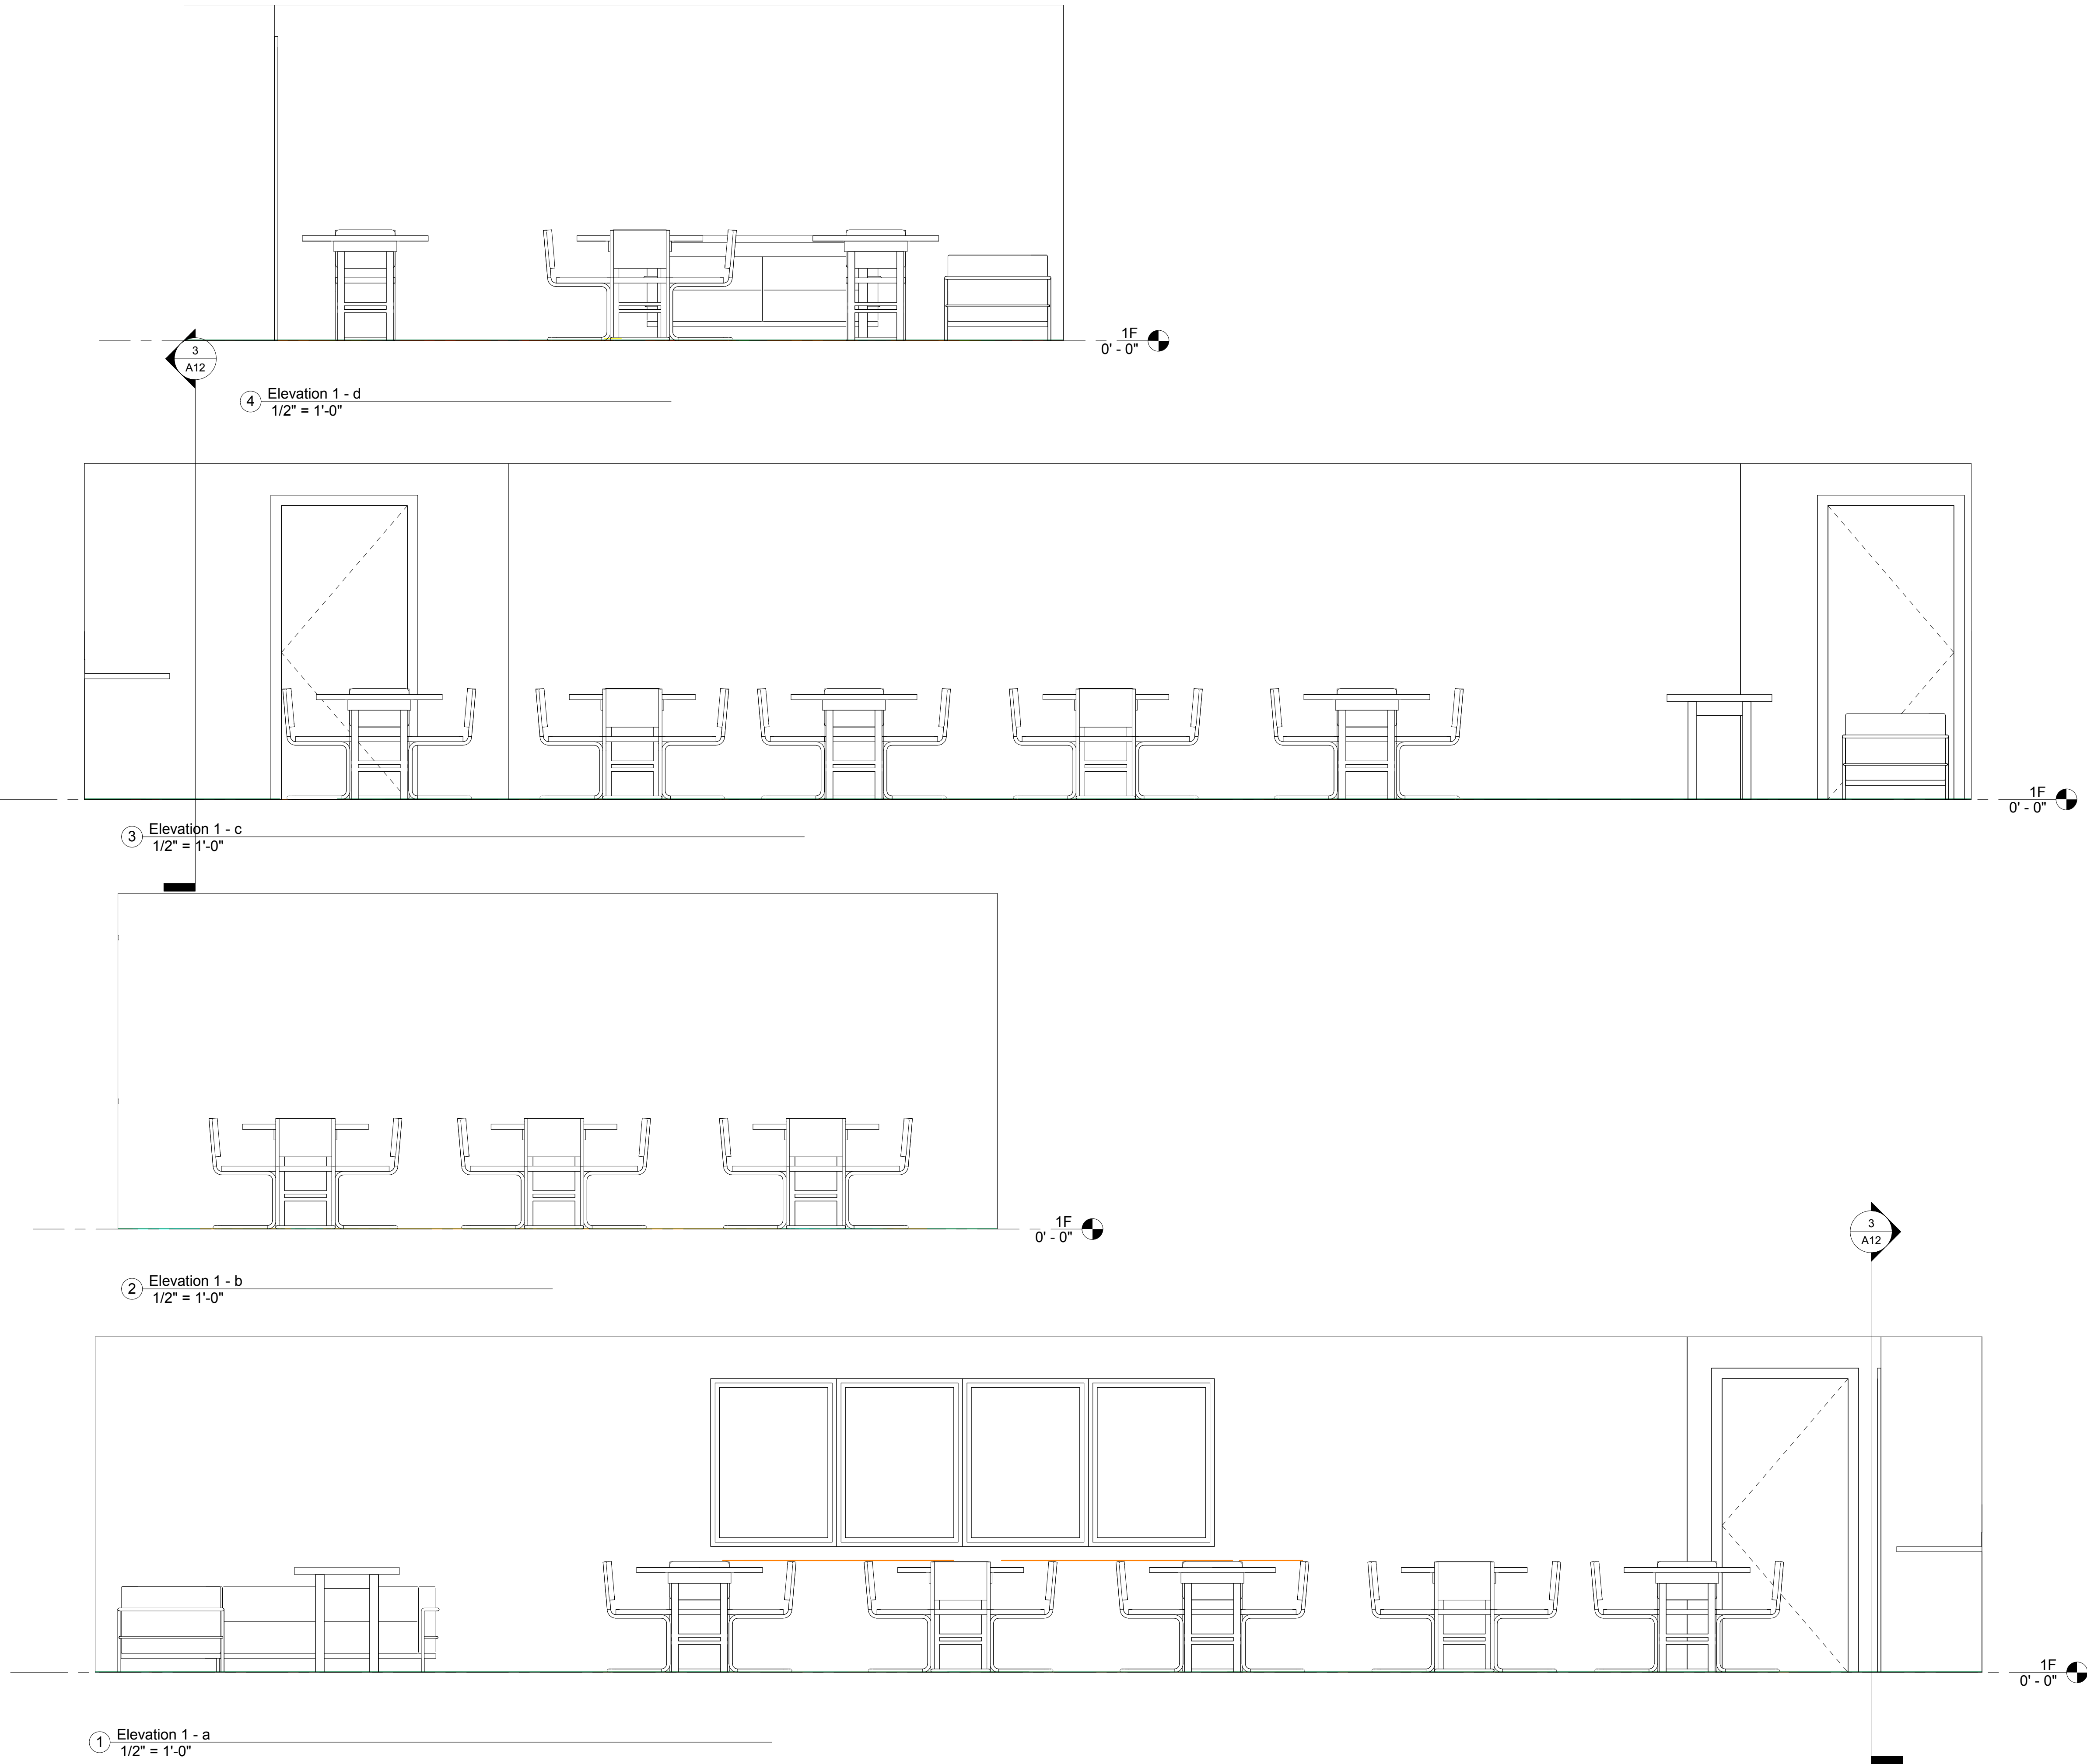 1F
0' - 0"
3
A12
4
Elevation 1 - d
1/2" = 1'-0"
1F
0' - 0"
3
Elevation 1 - c
1/2" = 1'-0"
1F
0' - 0"
3
A12
2
Elevation 1 - b
1/2" = 1'-0"
1F
0' - 0"
1
Elevation 1 - a
1/2" = 1'-0"